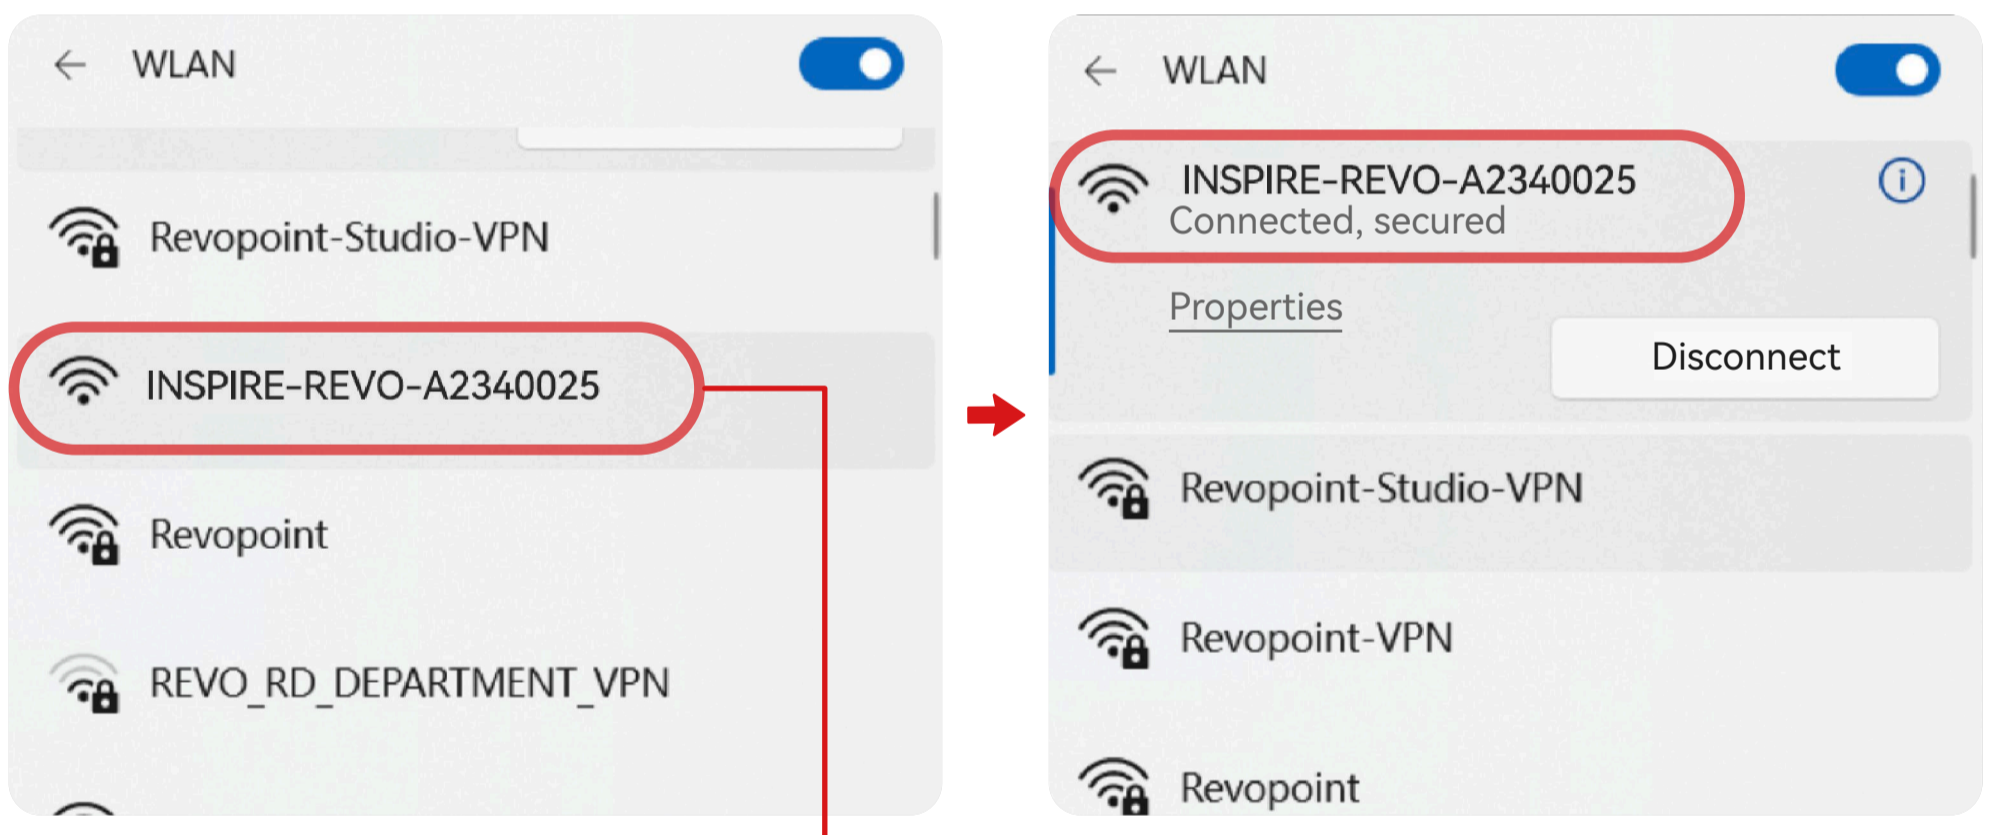 WLAN
Revopoint-Studio-VPN
INSPIRE-REVO-A2340025
Revopoint
REVO_RD_DEPARTMENT_VPN
WLAN
INSPIRE-REVO-A2340025
Connected, secured
Properties
Disconnect
Revopoint-Studio-VPN
Revopoint-VPN
Revopoint